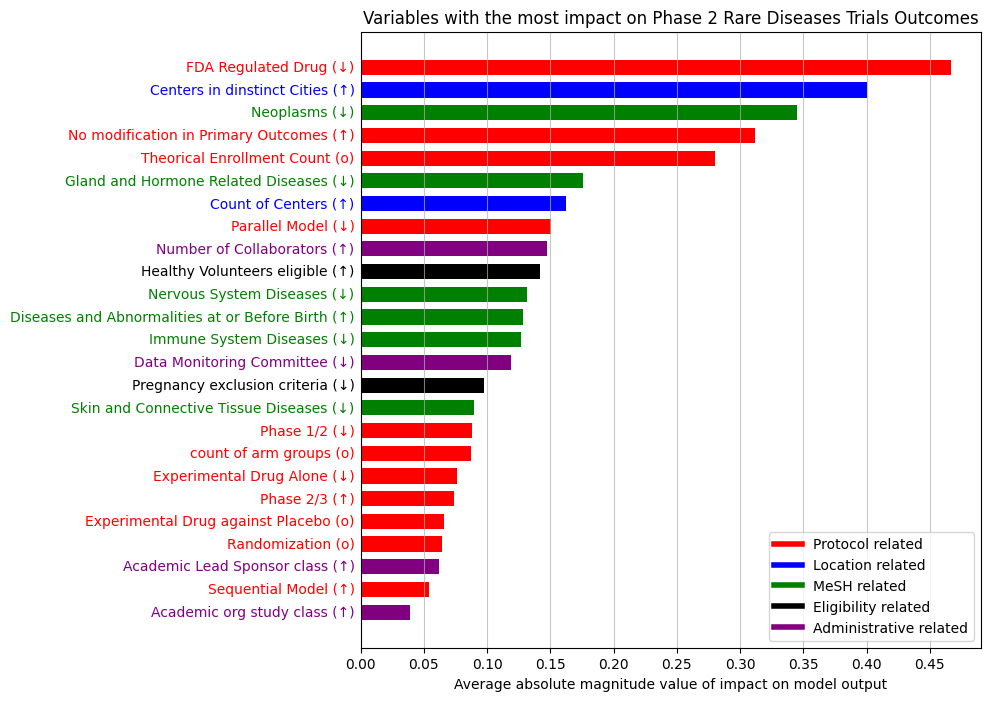 Variables with the most impact on Phase 2 Rare Diseases Trials Outcomes
FDA Regulated Drug (↓)
Centers in dinstinct Cities (↑)
Neoplasms (↓)
No modification in Primary Outcomes (↑)
Theorical Enrollment Count (o)
Gland and Hormone Related Diseases (↓)
Count of Centers (↑)
Parallel Model (↓)
Number of Collaborators (↑)
Healthy Volunteers eligible (↑)
Nervous System Diseases (↓)
Diseases and Abnormalities at or Before Birth (↑)
Immune System Diseases (↓)
Data Monitoring Committee (↓)
Pregnancy exclusion criteria (↓)
Skin and Connective Tissue Diseases (↓)
Phase 1/2 (↓)
count of arm groups (o)
Experimental Drug Alone (↓)
Phase 2/3 (↑)
Experimental Drug against Placebo (o)
Randomization (o)
Academic Lead Sponsor class (↑)
Sequential Model (↑)
Academic org study class (↑)
Protocol related
Location related
MeSH related
Eligibility related
Administrative related
0.00 0.05 0.10 0.15 0.20 0.25 0.30 0.35 0.40 0.45
Average absolute magnitude value of impact on model output